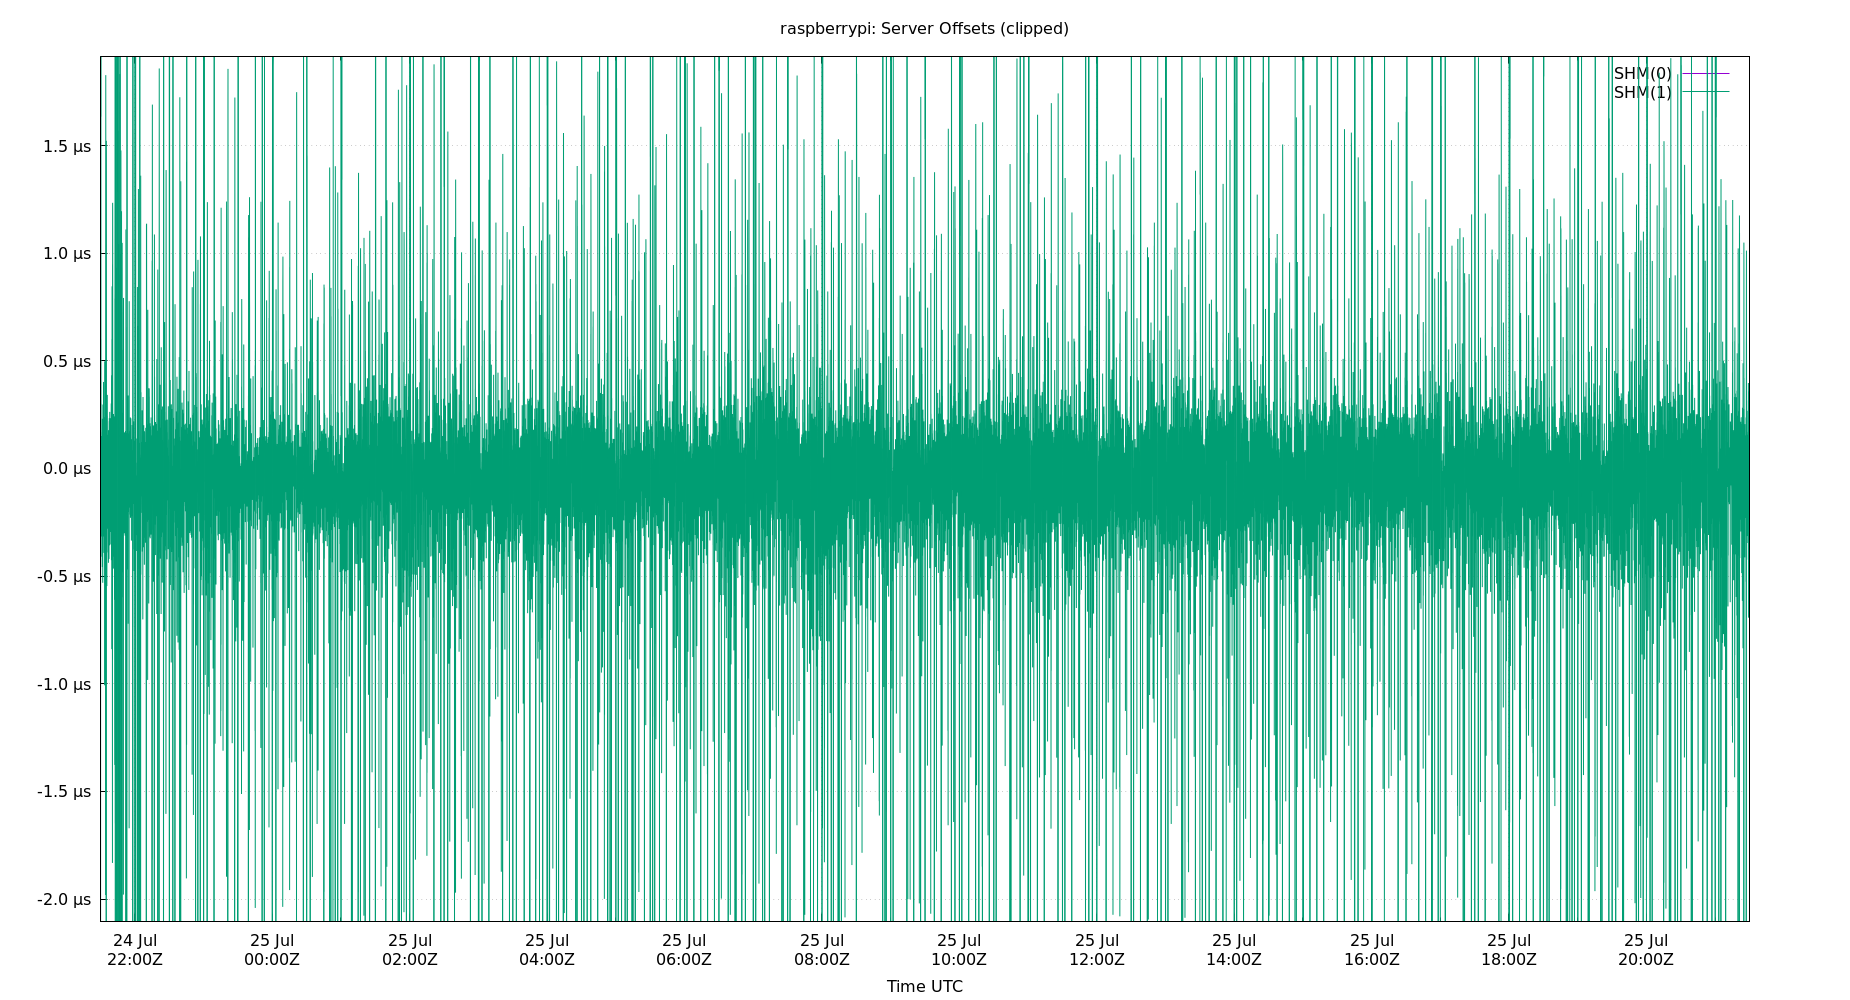 raspberrypi: Server Offsets (clipped)
SHM(0)
SHM(1)
1.5 µs
1.0 µs
0.5 µs
0.0 µs
-0.5 µs
-1.0 µs
-1.5 µs
-2.0 µs
24 Jul 25 Jul 25 Jul 25 Jul 25 Jul 25 Jul 25 Jul 25 Jul 25 Jul 25 Jul 25 Jul 25 Jul
22:00Z 00:00Z 02:00Z 04:00Z 06:00Z 08:00Z 10:00Z 12:00Z 14:00Z 16:00Z 18:00Z 20:00Z
Time UTC